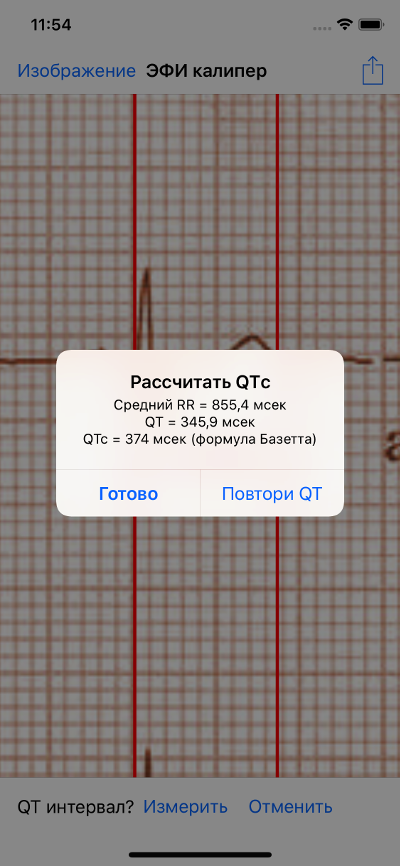 11:54
Изображение ЭФИ калипер
Рассчитать QTc
Средний RR = 855,4 мсек
QT = 345,9 мсек
QTc = 374 мсек (формула Базетта)
Готово Повтори QT
QT интервал? Измерить Отменить